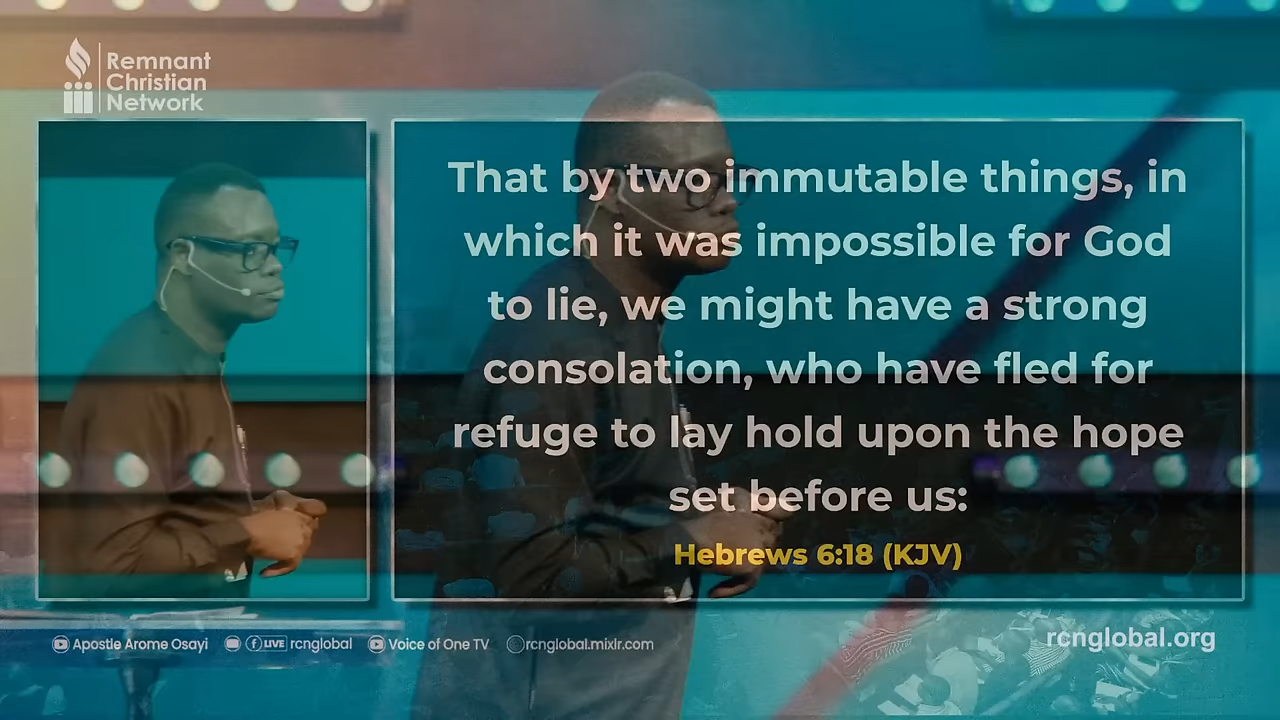 Remnant
Christian
Network
That by two immutable things, in
which it was impossible for God
to lie, we might have a strong
consolation, who have fled for
refuge to lay hold upon the hope
set before us:
Hebrews 6:18 (KJV)
Apostle Arome Osayi f LIVE rcnglobal Voice of One TV rcnglobal.mixlr.com
rcnglobal.org